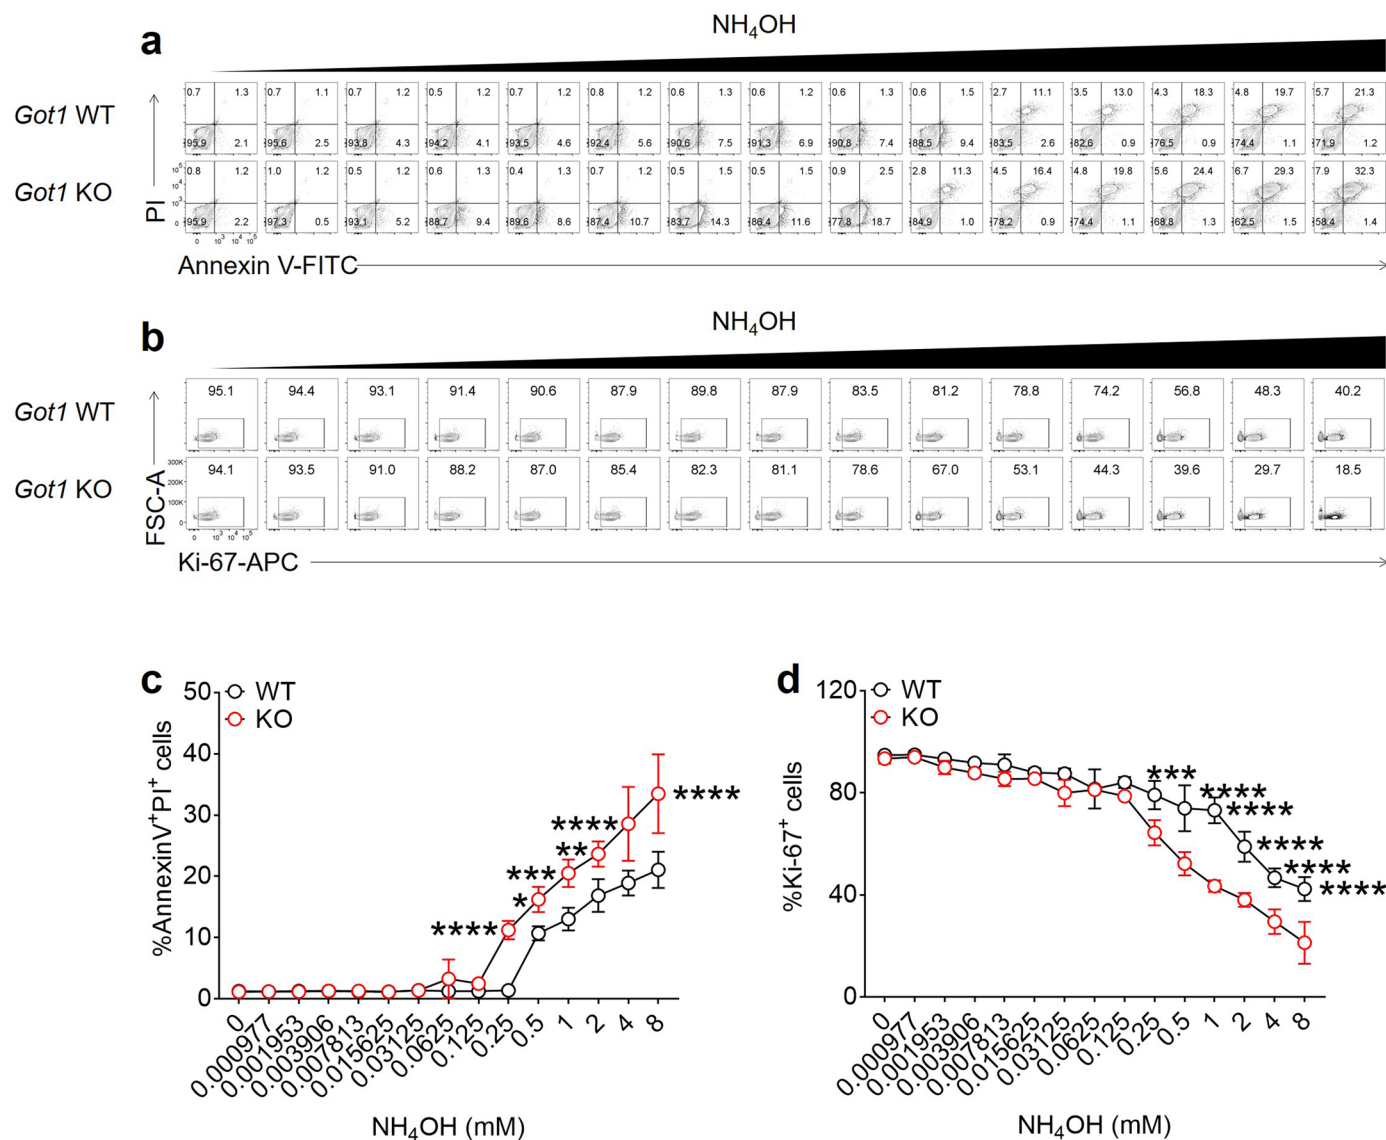 a
NH₄OH
Got1 WT
0.7 1.3 0.7 1.1 0.7 1.2 0.5 1.2 0.7 1.2 0.8 1.2 0.6 1.3 0.6 1.2 0.6 1.3 0.6 1.5 2.7 11.1 3.5 13.0 4.3 18.3 4.8 19.7 5.7 21.3
95.9 2.1 95.6 2.5 93.8 4.3 94.2 4.1 93.5 4.6 92.4 5.6 90.6 7.5 91.3 6.9 90.8 7.4 88.5 9.4 83.5 2.6 82.6 0.9 76.5 0.9 74.4 1.1 71.9 1.2
Got1 KO
PI
10⁵
10⁴
10³
0
0.8 1.2 1.0 1.2 0.5 1.2 0.6 1.3 0.4 1.3 0.7 1.2 0.5 1.5 0.5 1.5 0.9 2.5 2.8 11.3 4.5 16.4 4.8 19.8 5.6 24.4 6.7 29.3 7.9 32.3
95.9 2.2 97.3 0.5 93.1 5.2 88.7 9.4 89.6 8.6 87.4 10.7 83.7 14.3 86.4 11.6 77.8 18.7 84.9 1.0 78.2 0.9 74.4 1.1 68.8 1.3 62.5 1.5 58.4 1.4
0 10³ 10⁴ 10⁵
Annexin V-FITC
b
NH₄OH
Got1 WT
95.1 94.4 93.1 91.4 90.6 87.9 89.8 87.9 83.5 81.2 78.8 74.2 56.8 48.3 40.2
Got1 KO
FSC-A
300K
200K
100K
0
94.1 93.5 91.0 88.2 87.0 85.4 82.3 81.1 78.6 67.0 53.1 44.3 39.6 29.7 18.5
0 10³ 10⁴ 10⁵
Ki-67-APC
c
WT
KO
%AnnexinV⁺PI⁺ cells
50
40
30
20
10
0
****
*
***
**
****
****
0 0.000977 0.001953 0.003906 0.007813 0.015625 0.03125 0.0625 0.125 0.25 0.5 1 2 4 8
NH₄OH (mM)
d
WT
KO
%Ki-67⁺ cells
120
80
40
0
***
****
****
****
****
****
0 0.000977 0.001953 0.003906 0.007813 0.015625 0.03125 0.0625 0.125 0.25 0.5 1 2 4 8
NH₄OH (mM)